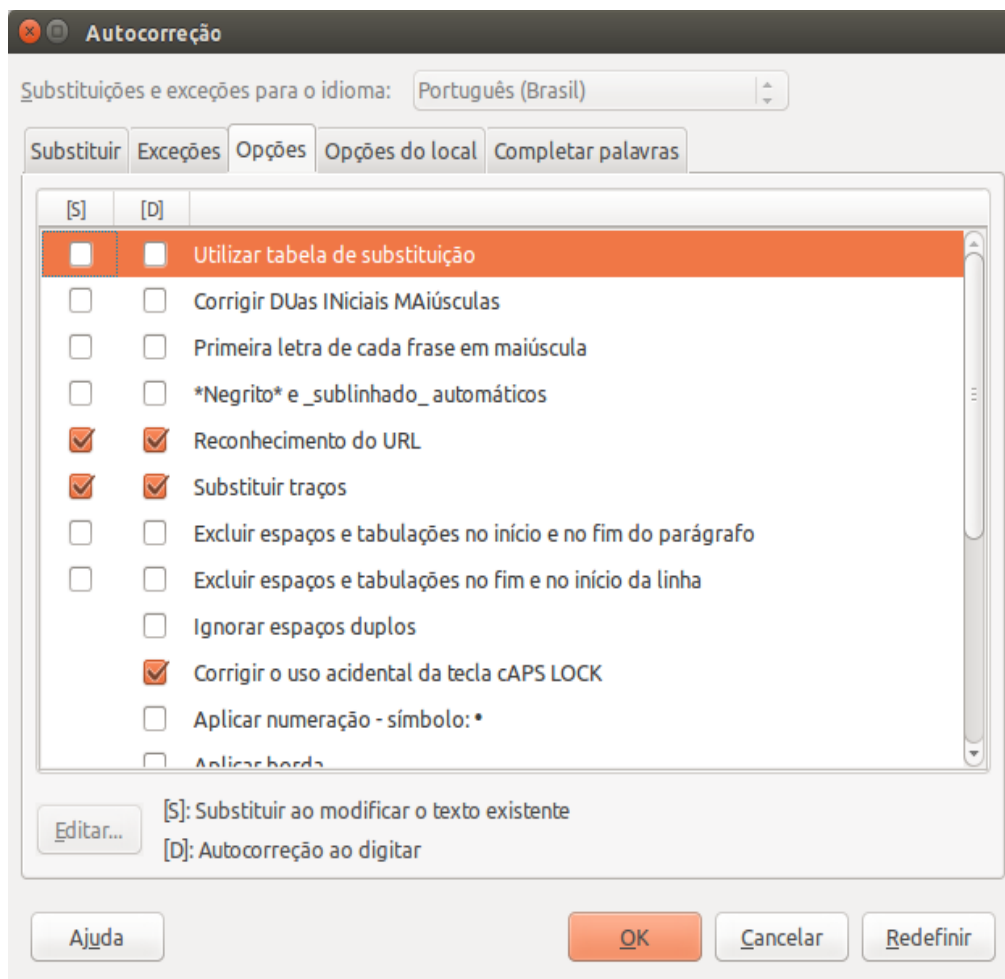 Autocorreção
Substituições e exceções para o idioma: Português (Brasil)
Substituir Exceções Opções Opções do local Completar palavras
[S] [D]
Utilizar tabela de substituição
Corrigir DUas INiciais MAiúsculas
Primeira letra de cada frase em maiúscula
*Negrito* e _sublinhado_ automáticos
Reconhecimento do URL
Substituir traços
Excluir espaços e tabulações no início e no fim do parágrafo
Excluir espaços e tabulações no fim e no início da linha
Ignorar espaços duplos
Corrigir o uso acidental da tecla cAPS LOCK
Aplicar numeração - símbolo: •
Aplicar borda
Editar...
[S]: Substituir ao modificar o texto existente
[D]: Autocorreção ao digitar
Ajuda OK Cancelar Redefinir